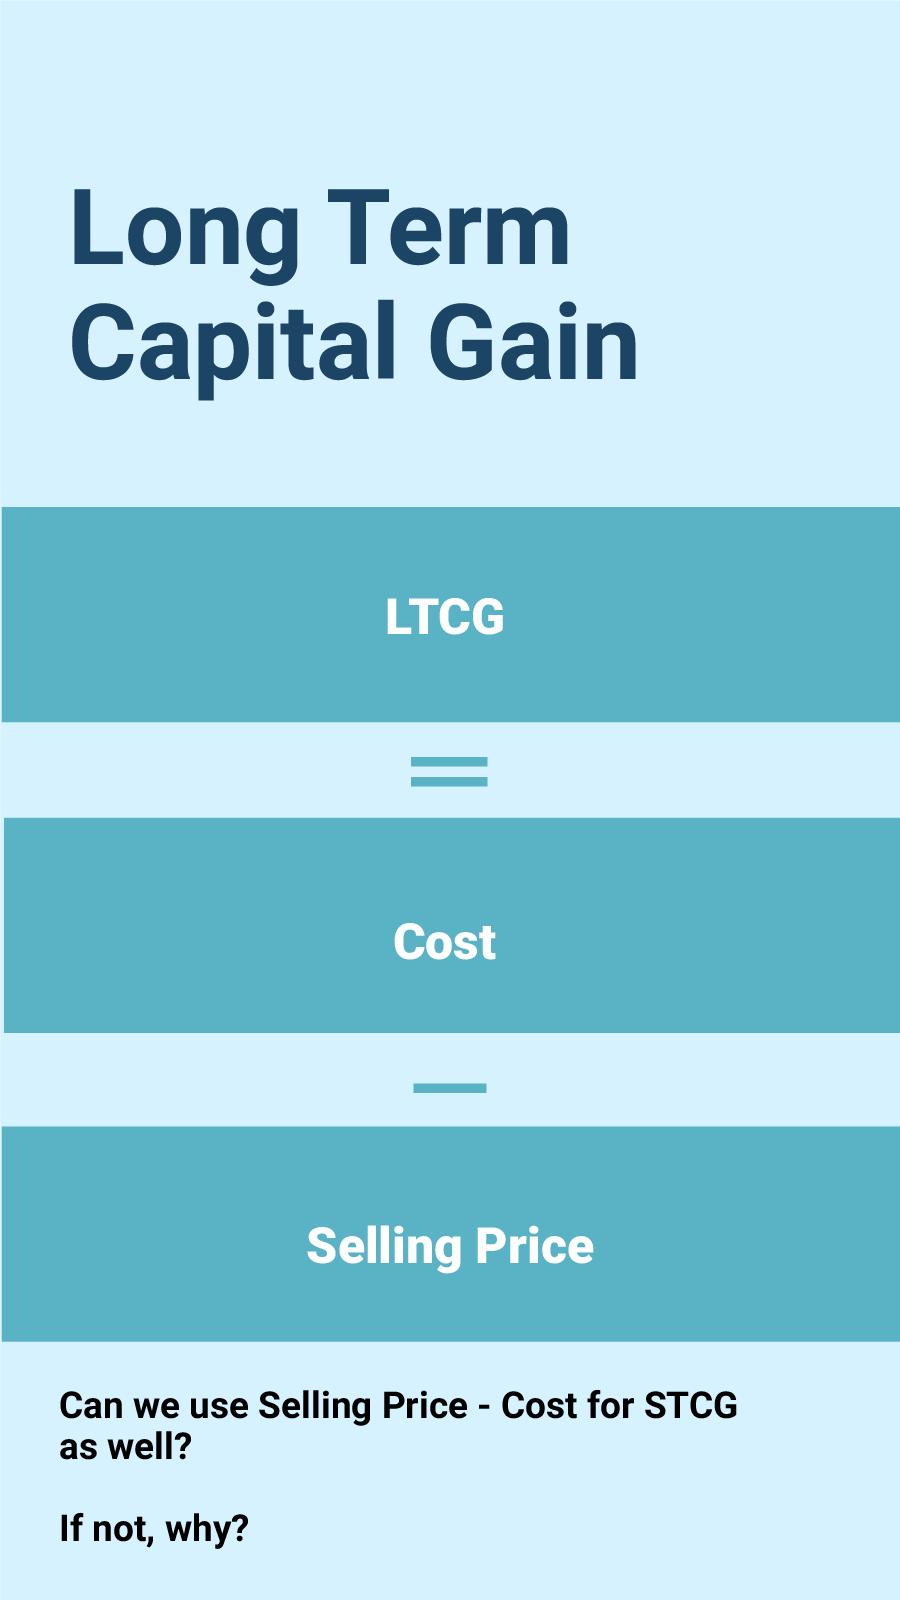 Long Term
Capital Gain
LTCG
=
Cost
—
Selling Price
Can we use Selling Price - Cost for STCG
as well?
If not, why?